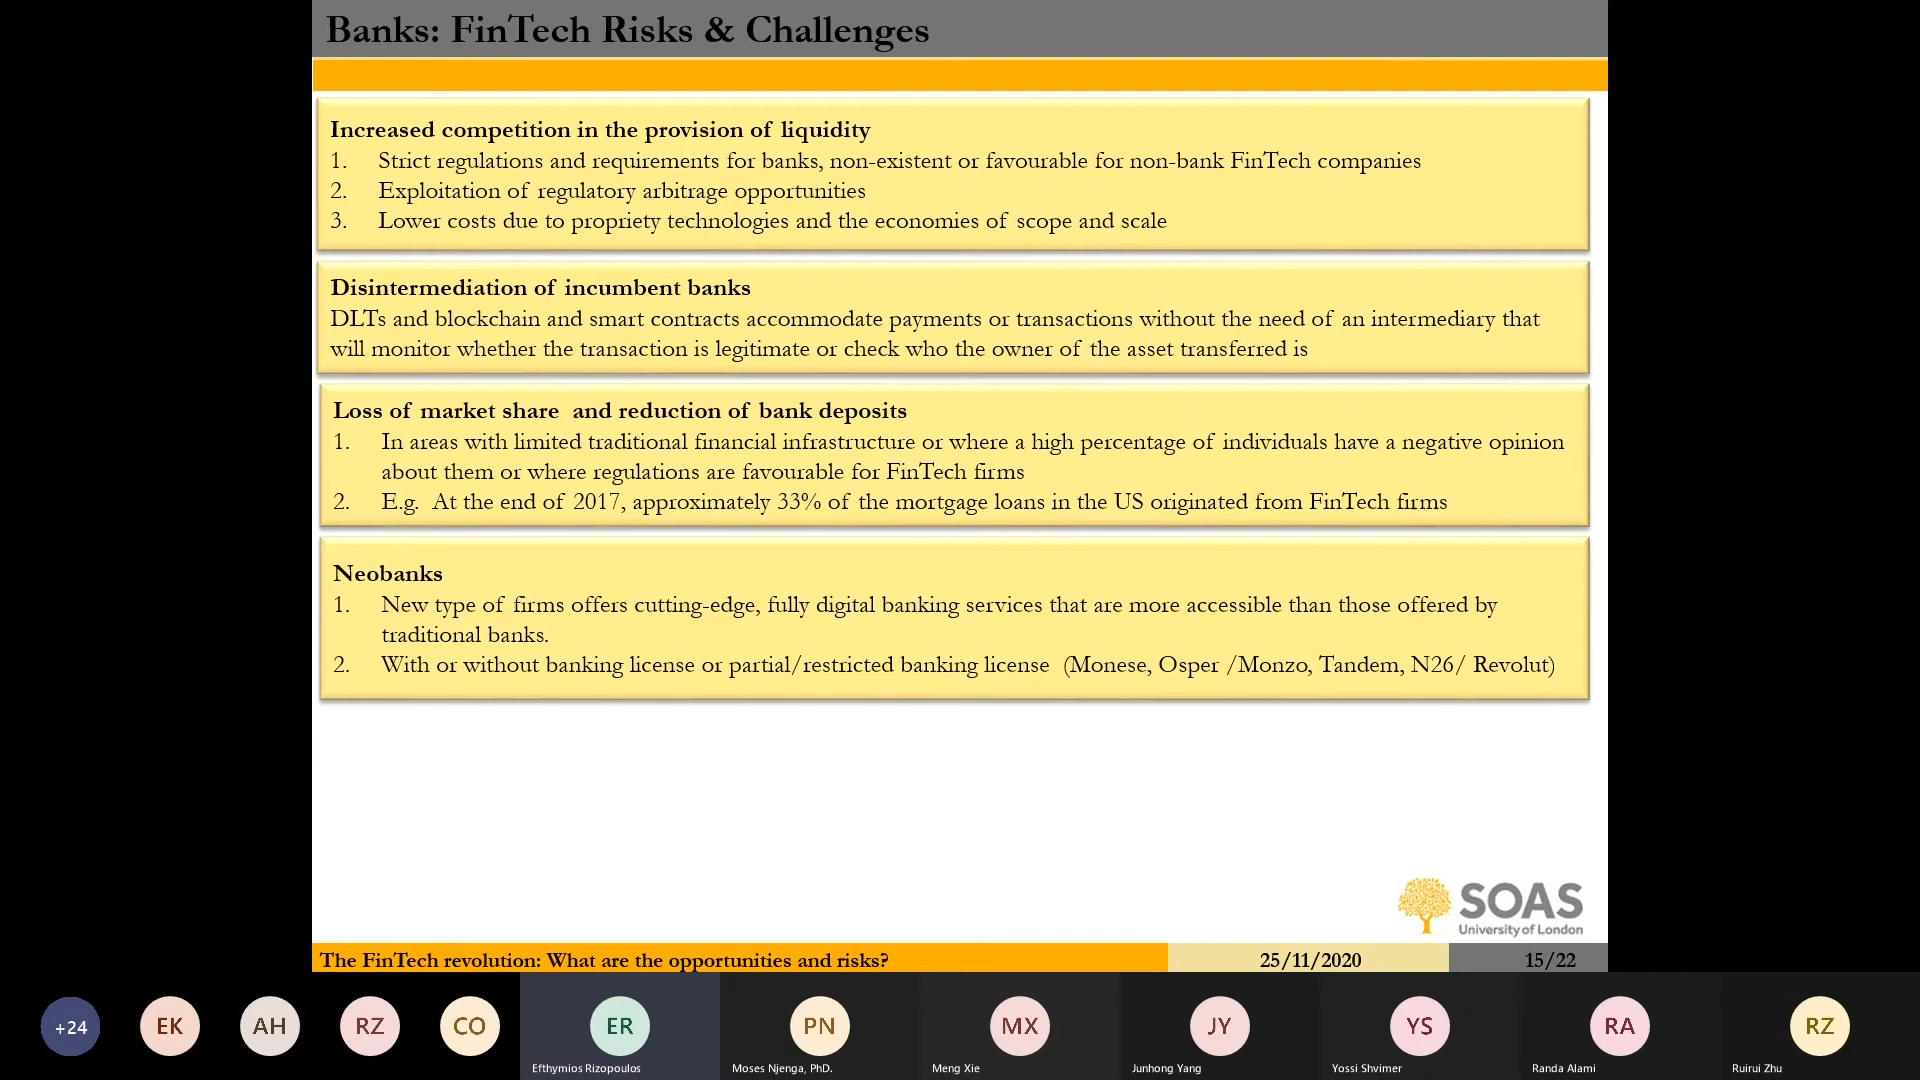 Banks: FinTech Risks & Challenges
Increased competition in the provision of liquidity
1. Strict regulations and requirements for banks, non-existent or favourable for non-bank FinTech companies
2. Exploitation of regulatory arbitrage opportunities
3. Lower costs due to propriety technologies and the economies of scope and scale
Disintermediation of incumbent banks
DLTs and blockchain and smart contracts accommodate payments or transactions without the need of an intermediary that
will monitor whether the transaction is legitimate or check who the owner of the asset transferred is
Loss of market share and reduction of bank deposits
1. In areas with limited traditional financial infrastructure or where a high percentage of individuals have a negative opinion
about them or where regulations are favourable for FinTech firms
2. E.g. At the end of 2017, approximately 33% of the mortgage loans in the US originated from FinTech firms
Neobanks
1. New type of firms offers cutting-edge, fully digital banking services that are more accessible than those offered by
traditional banks.
2. With or without banking license or partial/restricted banking license (Monese, Osper /Monzo, Tandem, N26/ Revolut)
SOAS
University of London
The FinTech revolution: What are the opportunities and risks? 25/11/2020 15/22
+24 EK AH RZ CO ER PN MX JY YS RA RZ
Efthymios Rizopoulos Moses Njenga, PhD. Meng Xie Junhong Yang Yossi Shvimer Randa Alami Ruirui Zhu